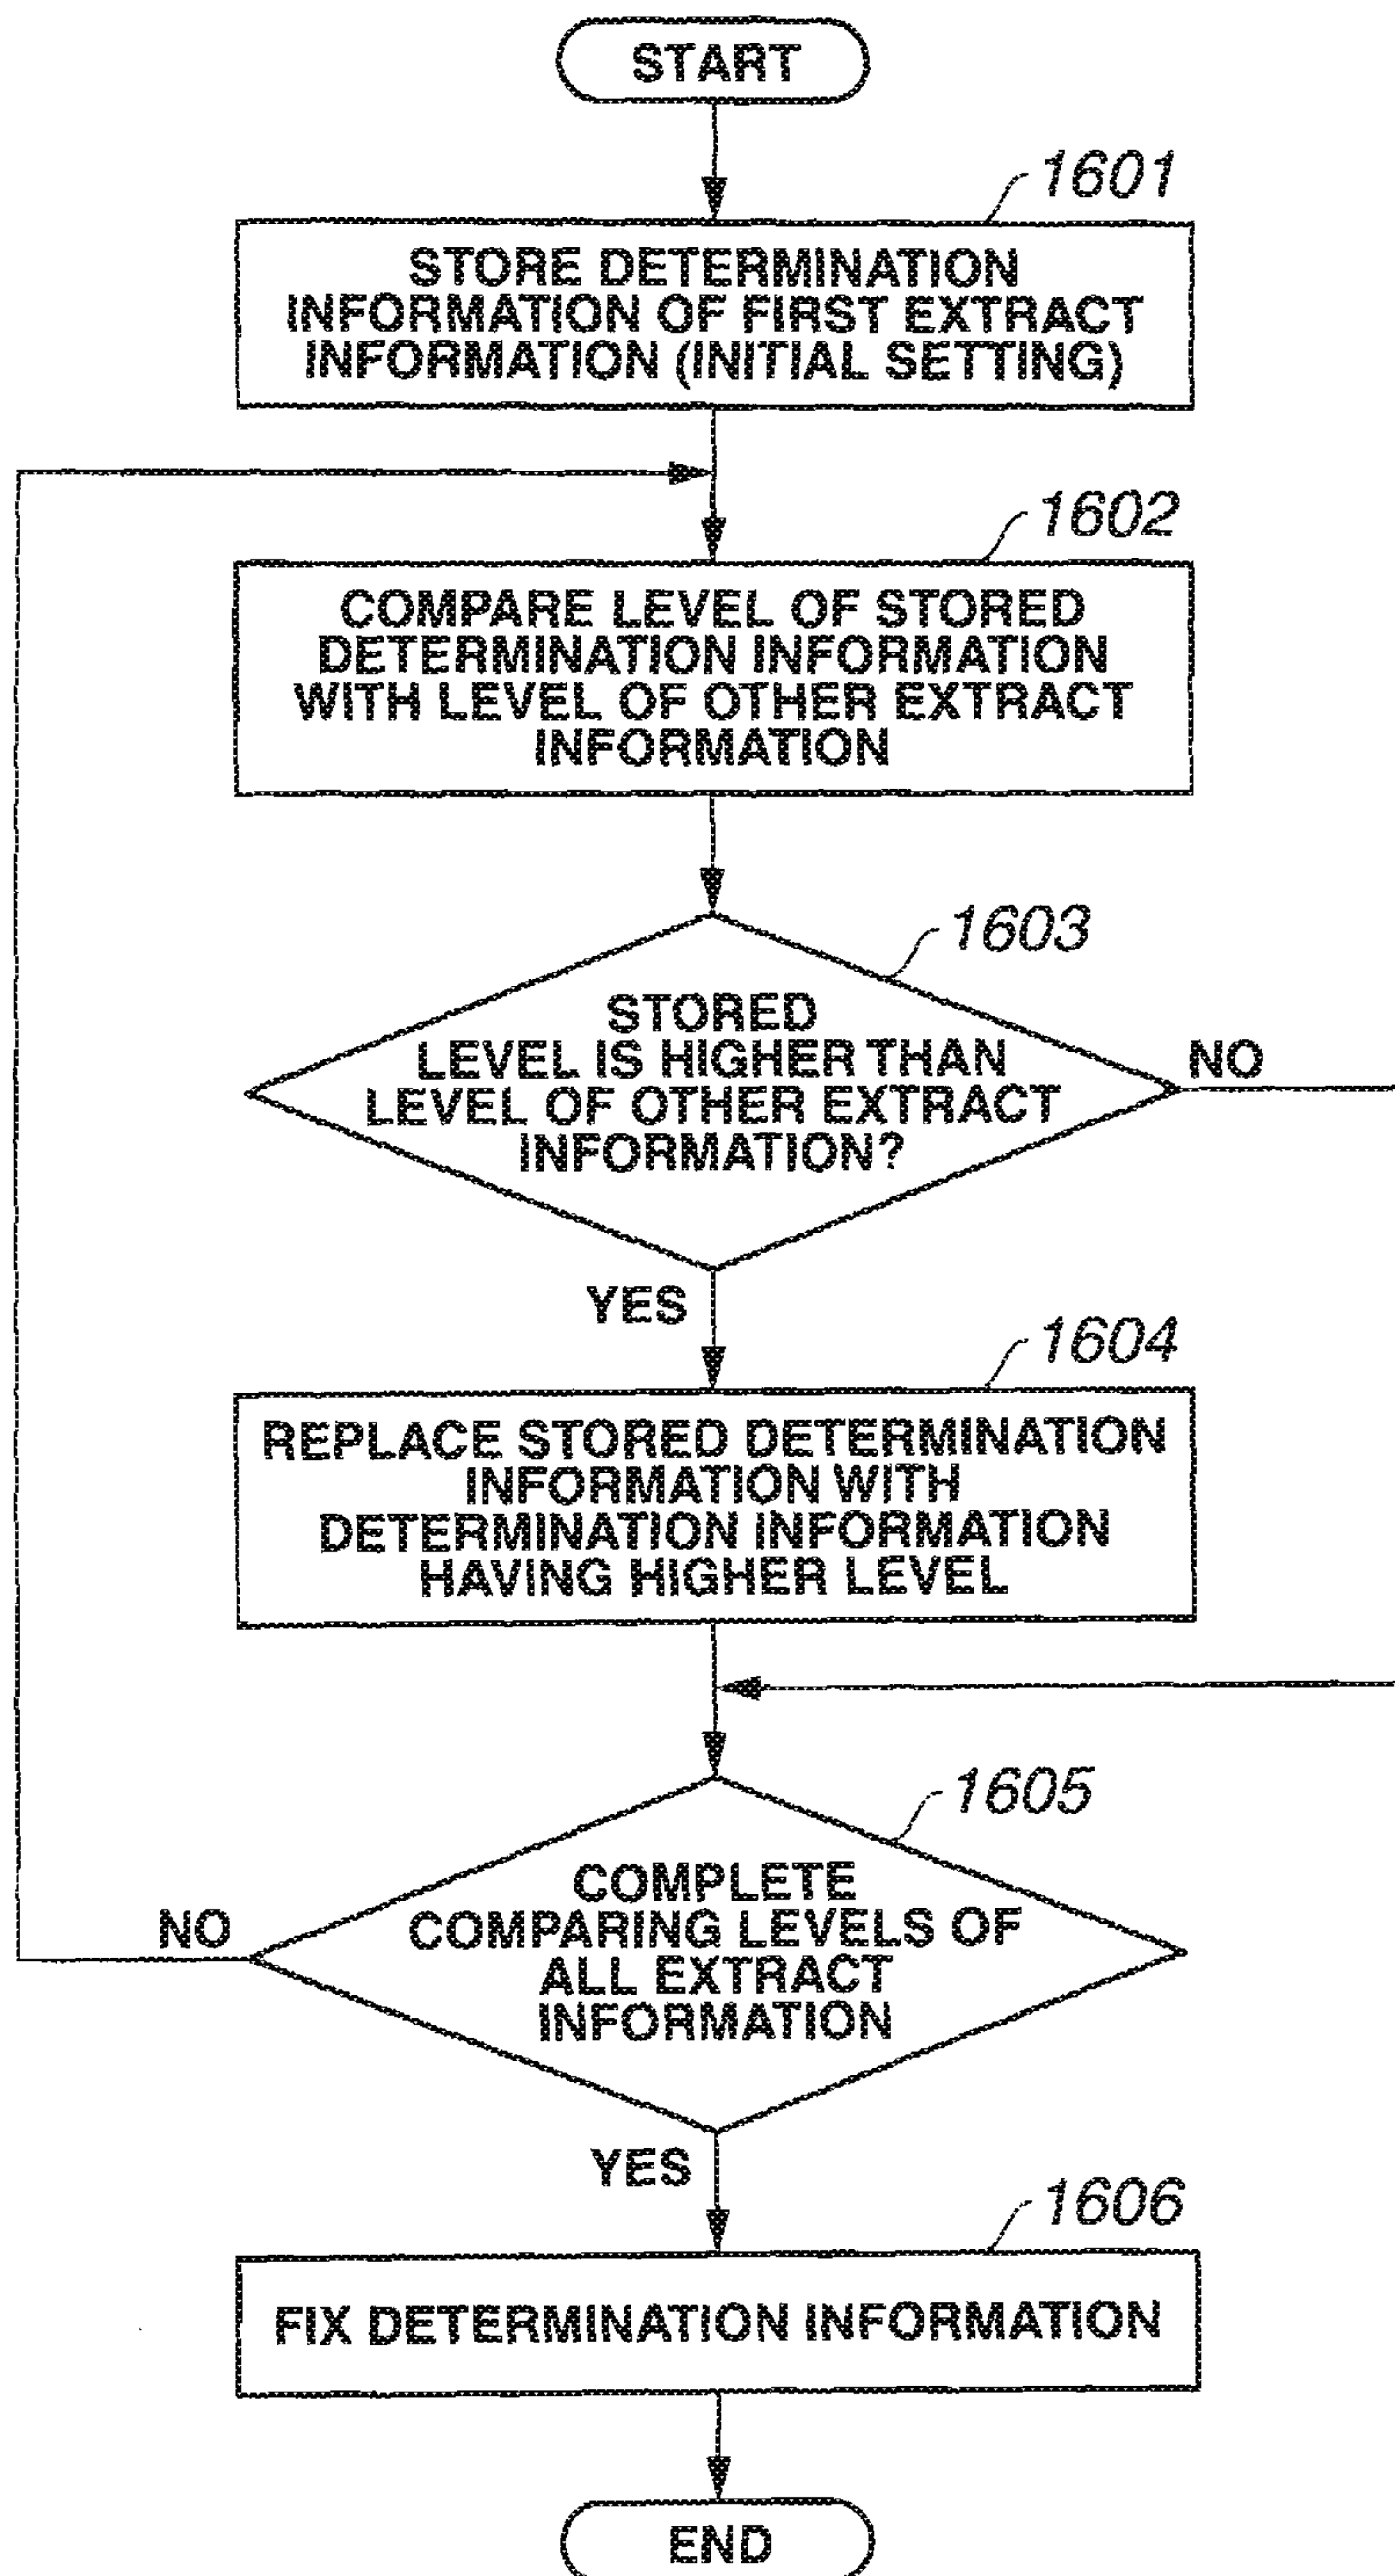 START
1601
STORE DETERMINATION
INFORMATION OF FIRST EXTRACT
INFORMATION (INITIAL SETTING)
1602
COMPARE LEVEL OF STORED
DETERMINATION INFORMATION
WITH LEVEL OF OTHER EXTRACT
INFORMATION
1603
STORED
LEVEL IS HIGHER THAN
LEVEL OF OTHER EXTRACT
INFORMATION?
NO
YES
1604
REPLACE STORED DETERMINATION
INFORMATION WITH
DETERMINATION INFORMATION
HAVING HIGHER LEVEL
1605
COMPLETE
COMPARING LEVELS OF
ALL EXTRACT
INFORMATION
NO
YES
1606
FIX DETERMINATION INFORMATION
END